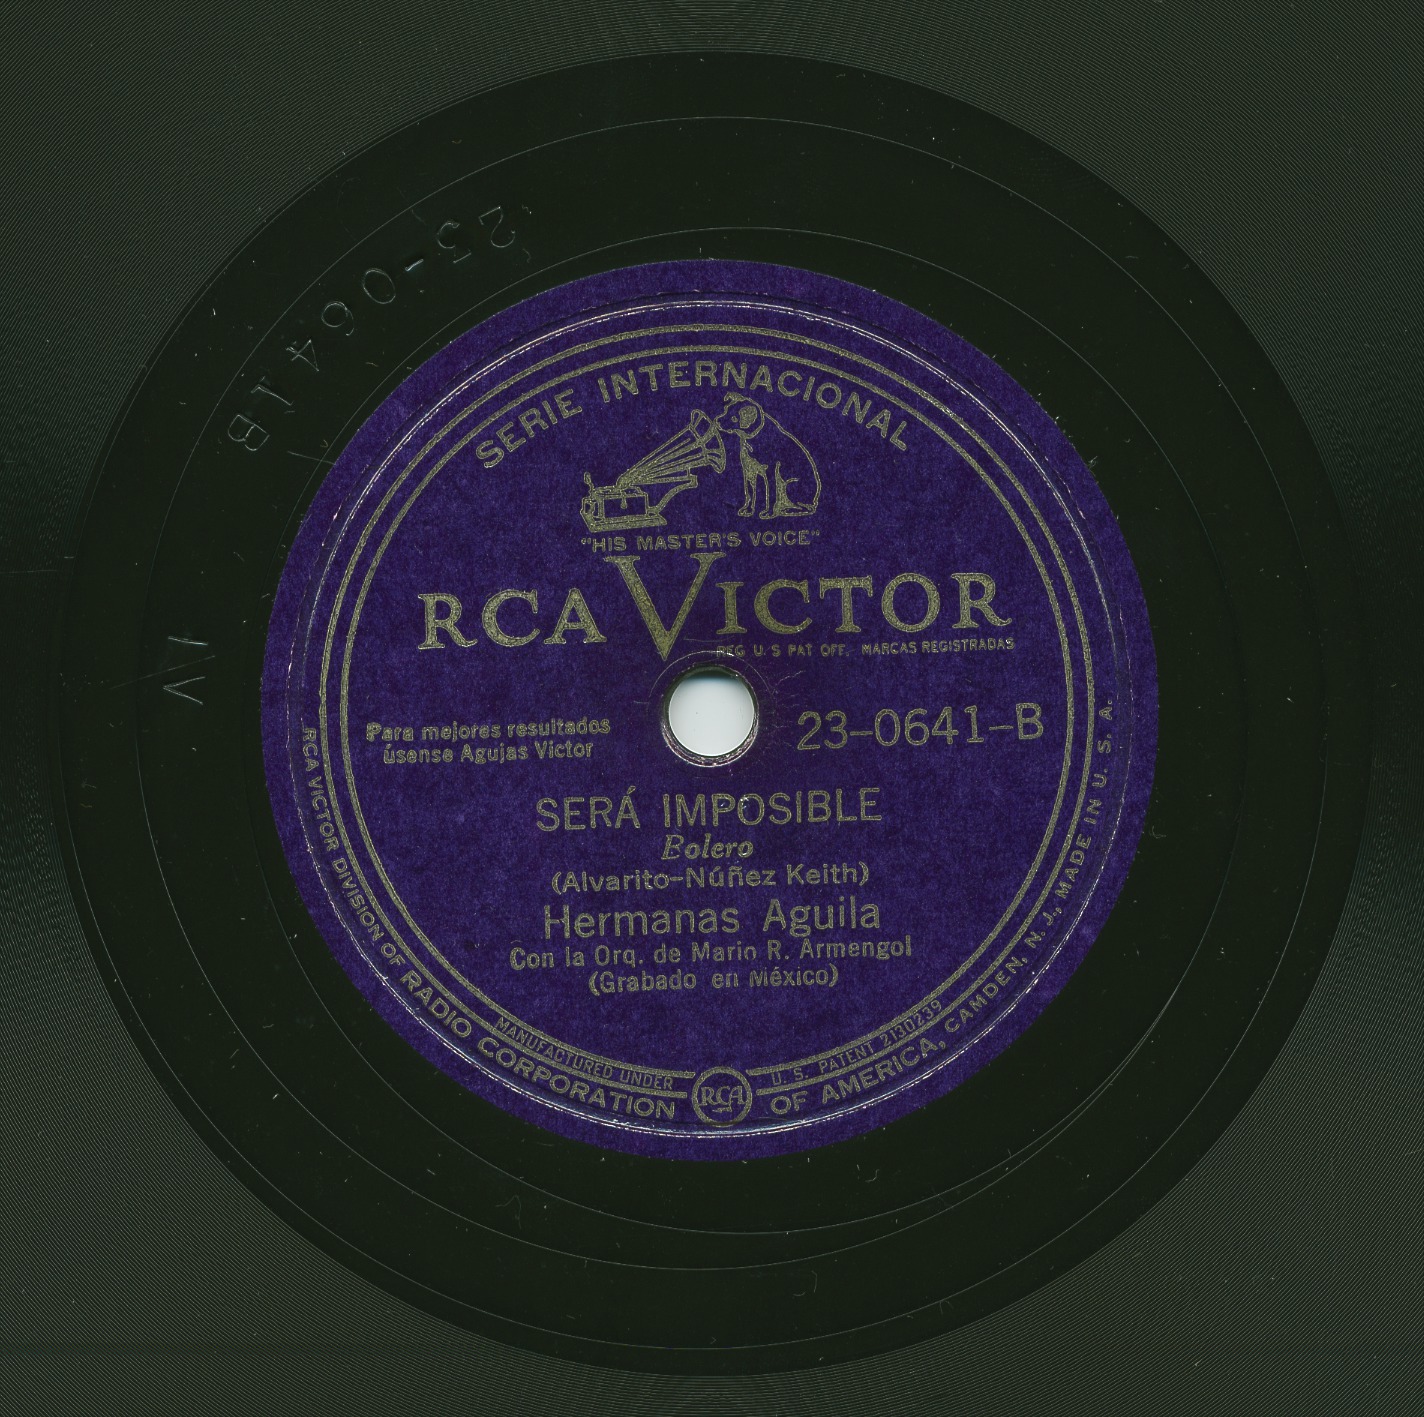 23-0641B
SERIE INTERNACIONAL
"HIS MASTER'S VOICE"
RCA VICTOR
REG U. S PAT OFF. MARCAS REGISTRADAS
Para mejores resultados
úsense Agujas Victor
23-0641-B
SERÁ IMPOSIBLE
Bolero
(Alvarito-Núñez Keith)
Hermanas Aguila
Con la Orq. de Mario R. Armengol
(Grabado en México)
MANUFACTURED UNDER U. S. PATENT 2130239
RCA
RCA VICTOR DIVISION OF RADIO CORPORATION OF AMERICA, CAMDEN, N. J., MADE IN U. S. A.